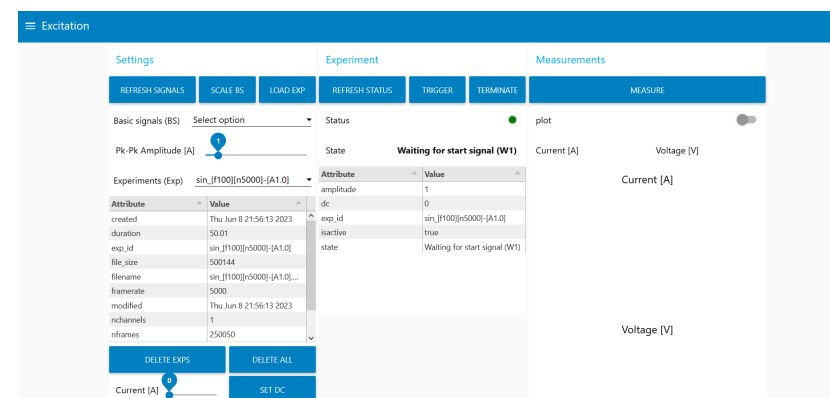 Excitation
Settings
REFRESH SIGNALS SCALE BS LOAD EXP
Basic signals (BS) Select option
1
Pk-Pk Amplitude [A]
Experiments (Exp) sin_[f100][n5000]-[A1.0]
Attribute Value
created Thu Jun 8 21:56:13 2023
duration 50.01
exp_id sin_[f100][n5000]-[A1.0]
file_size 500144
filename sin_[f100][n5000]-[A1.0]....
framerate 5000
modified Thu Jun 8 21:56:13 2023
nchannels 1
nframes 250050
DELETE EXPS DELETE ALL
0
Current [A] SET DC
Experiment
REFRESH STATUS TRIGGER TERMINATE
Status
State Waiting for start signal (W1)
Attribute Value
amplitude 1
dc 0
exp_id sin_[f100][n5000]-[A1.0]
isactive true
state Waiting for start signal (W1)
Measurements
MEASURE
plot
Current [A] Voltage [V]
Current [A]
Voltage [V]